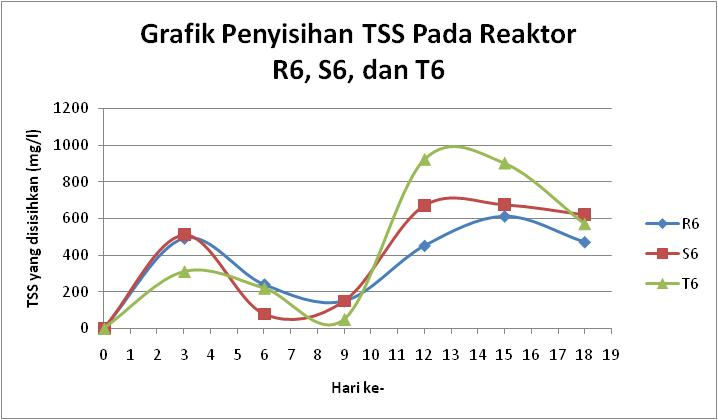 Grafik Penyisihan TSS Pada Reaktor
R6, S6, dan T6
TSS yang disisihkan (mg/l)
1200
1000
800
600
400
200
0
0 1 2 3 4 5 6 7 8 9 10 11 12 13 14 15 16 17 18 19
Hari ke-
R6
S6
T6